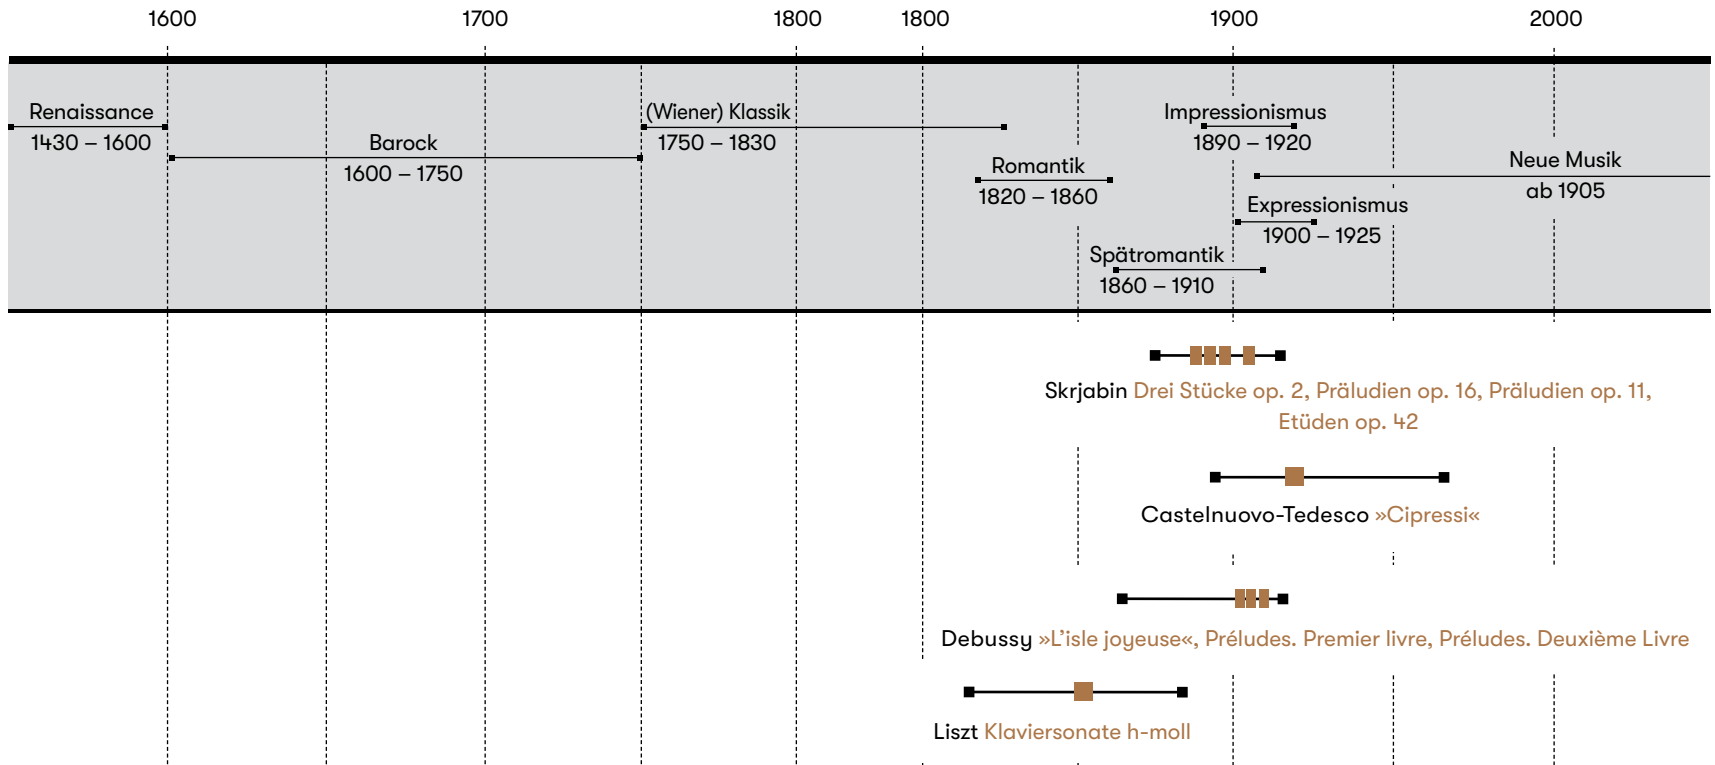 1600 1700 1800 1800 1900 2000
Renaissance
1430 – 1600
Barock
1600 – 1750
(Wiener) Klassik
1750 – 1830
Romantik
1820 – 1860
Spätromantik
1860 – 1910
Impressionismus
1890 – 1920
Expressionismus
1900 – 1925
Neue Musik
ab 1905
Skrjabin Drei Stücke op. 2, Präludien op. 16, Präludien op. 11,
Etüden op. 42
Castelnuovo-Tedesco »Cipressi«
Debussy »L’isle joyeuse«, Préludes. Premier livre, Préludes. Deuxième Livre
Liszt Klaviersonate h-moll